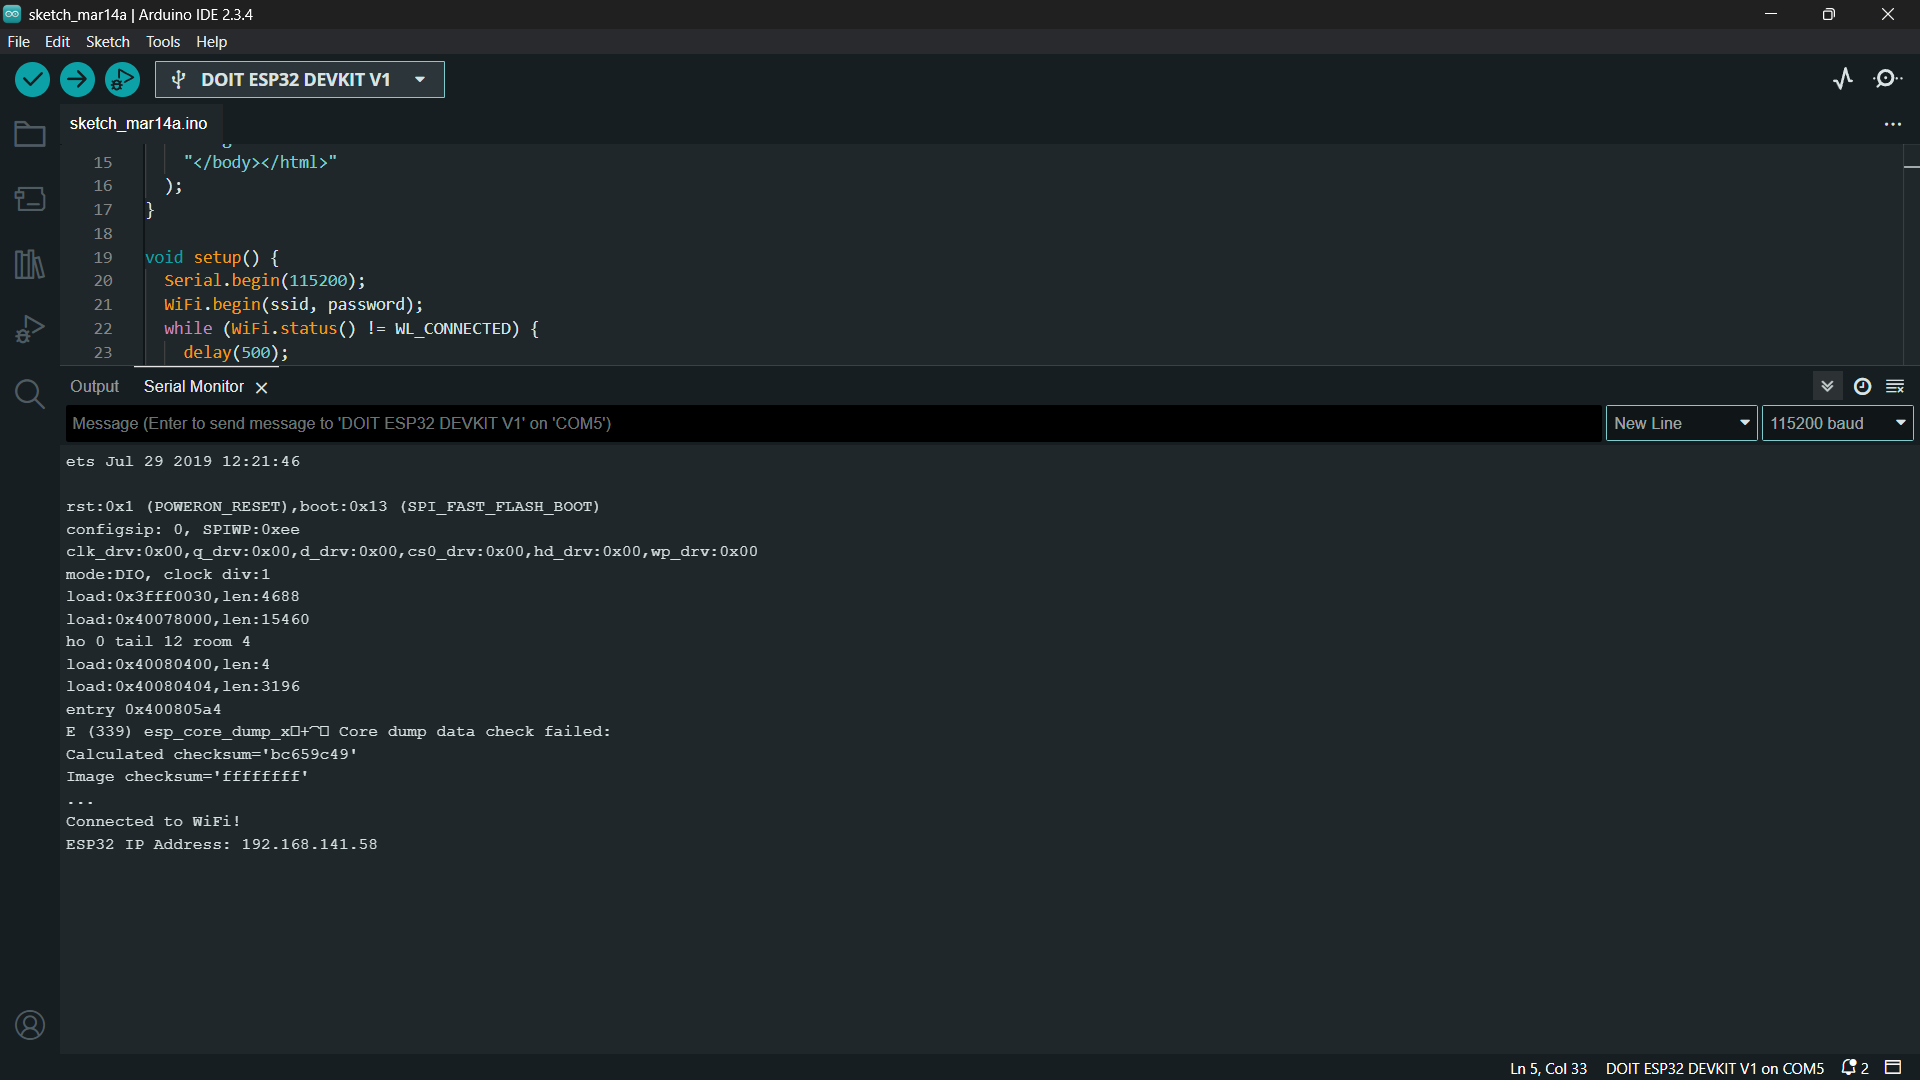 sketch_mar14a | Arduino IDE 2.3.4
File Edit Sketch Tools Help
DOIT ESP32 DEVKIT V1
sketch_mar14a.ino
15 "</body></html>"
16 );
17 }
18
19 void setup() {
20 Serial.begin(115200);
21 WiFi.begin(ssid, password);
22 while (WiFi.status() != WL_CONNECTED) {
23 delay(500);
Output Serial Monitor
Message (Enter to send message to 'DOIT ESP32 DEVKIT V1' on 'COM5') New Line 115200 baud
ets Jul 29 2019 12:21:46
rst:0x1 (POWERON_RESET),boot:0x13 (SPI_FAST_FLASH_BOOT)
configsip: 0, SPIWP:0xee
clk_drv:0x00,q_drv:0x00,d_drv:0x00,cs0_drv:0x00,hd_drv:0x00,wp_drv:0x00
mode:DIO, clock div:1
load:0x3fff0030,len:4688
load:0x40078000,len:15460
ho 0 tail 12 room 4
load:0x40080400,len:4
load:0x40080404,len:3196
entry 0x400805a4
E (339) esp_core_dump_x Core dump data check failed:
Calculated checksum='bc659c49'
Image checksum='ffffffff'
...
Connected to WiFi!
ESP32 IP Address: 192.168.141.58
Ln 5, Col 33 DOIT ESP32 DEVKIT V1 on COM5 2